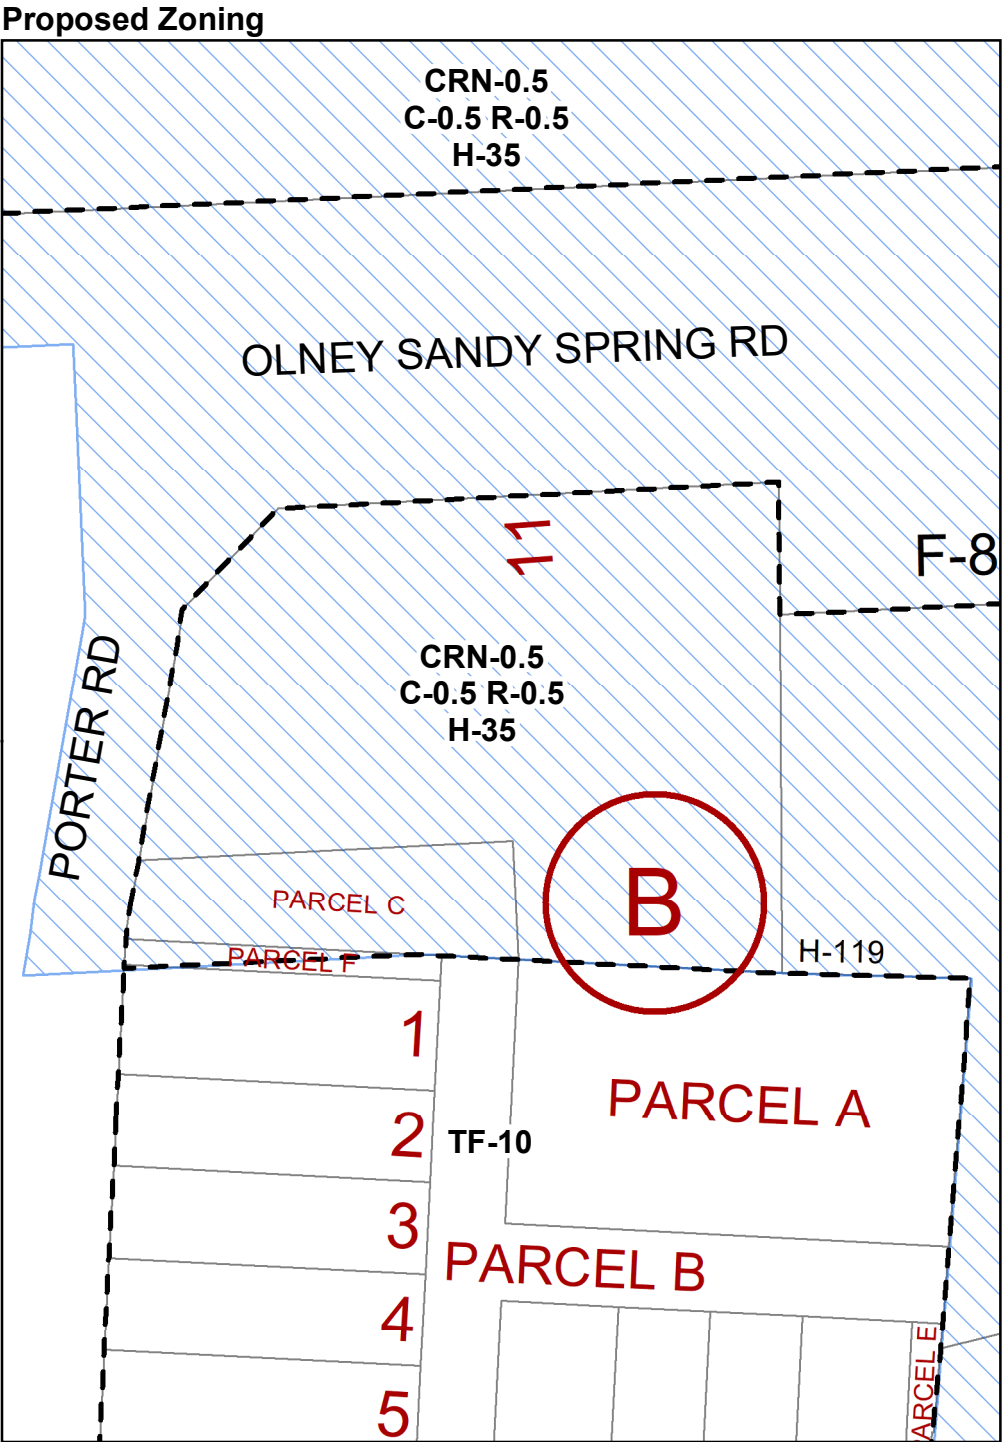 Proposed Zoning
CRN-0.5
C-0.5 R-0.5
H-35
OLNEY SANDY SPRING RD
11
F-8
PORTER RD
CRN-0.5
C-0.5 R-0.5
H-35
B
PARCEL C
H-119
PARCEL F
1
PARCEL A
2
TF-10
3
PARCEL B
4
PARCEL E
5